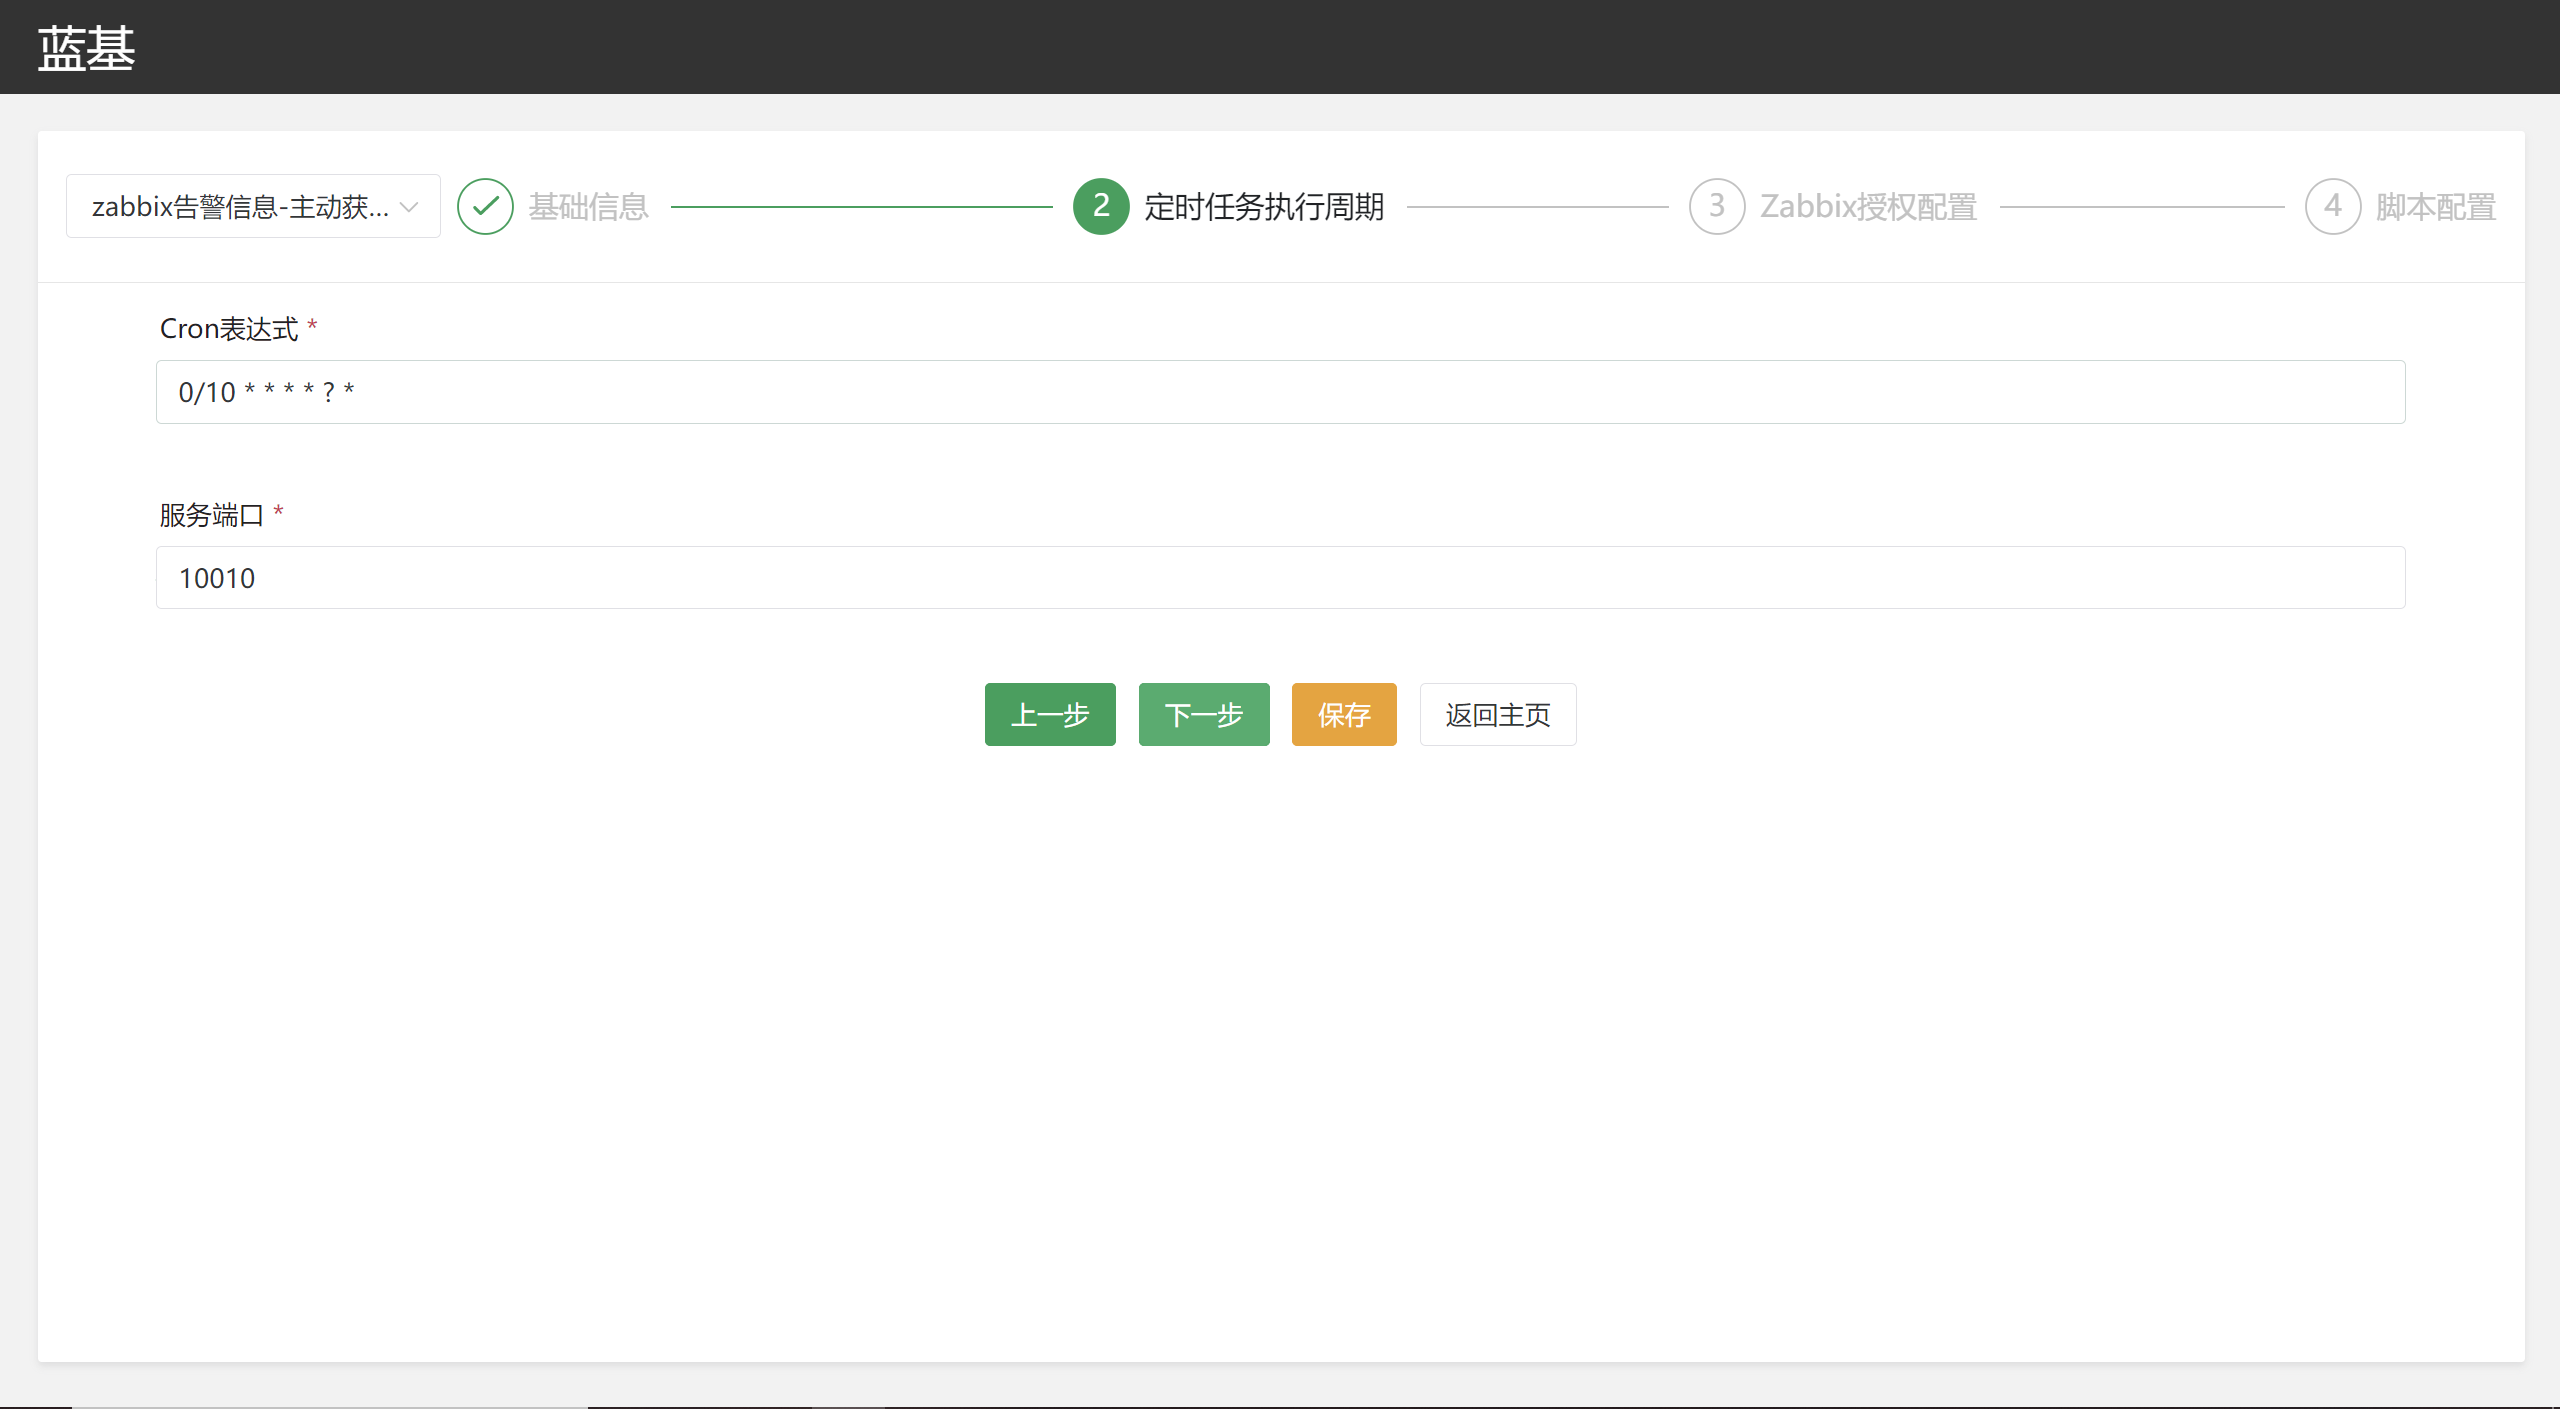 蓝基
zabbix告警信息-主动获...
基础信息
2 定时任务执行周期
3 Zabbix授权配置
4 脚本配置
Cron表达式 *
0/10 * * * * ? *
服务端口 *
10010
上一步 下一步 保存 返回主页